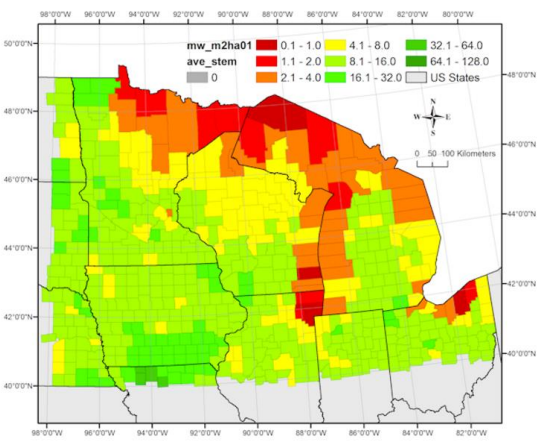 98°0'0"W 96°0'0"W 94°0'0"W 92°0'0"W 90°0'0"W 88°0'0"W 86°0'0"W 84°0'0"W 82°0'0"W 80°0'0"W
50°0'0"N
mw_m2ha01 0.1 - 1.0 4.1 - 8.0 32.1 - 64.0
ave_stem 1.1 - 2.0 8.1 - 16.0 64.1 - 128.0
0 2.1 - 4.0 16.1 - 32.0 US States
48°0'0"N
48°0'0"N
N
W E
S
0 50 100 Kilometers
46°0'0"N
46°0'0"N
44°0'0"N
44°0'0"N
42°0'0"N
42°0'0"N
40°0'0"N
40°0'0"N
98°0'0"W 96°0'0"W 94°0'0"W 92°0'0"W 90°0'0"W 88°0'0"W 86°0'0"W 84°0'0"W 82°0'0"W